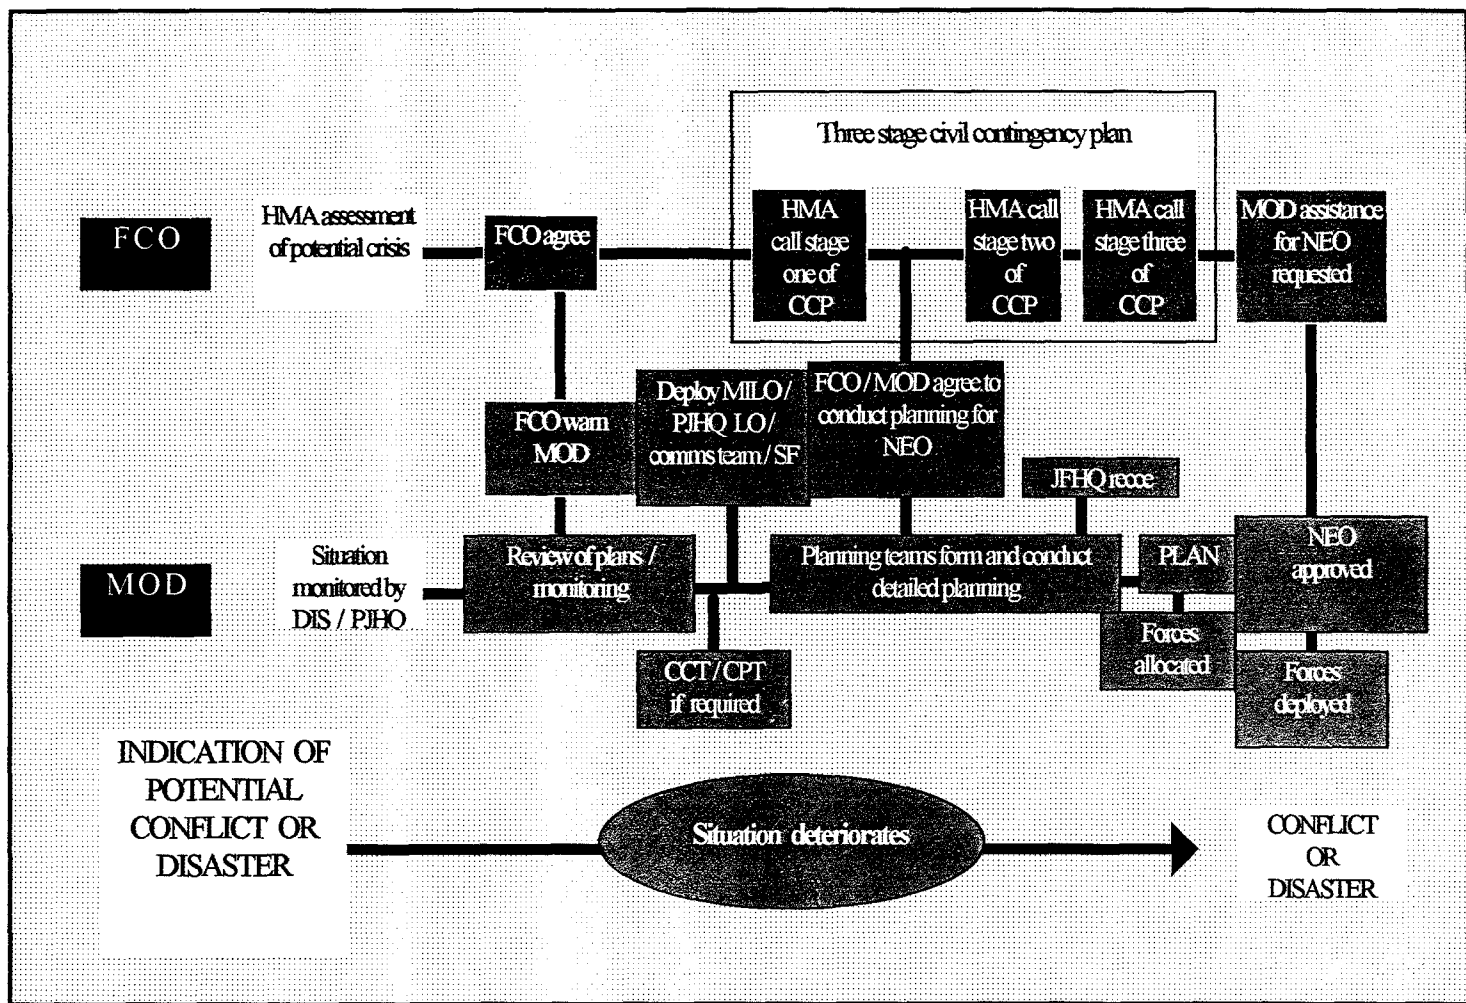 Three stage civil contingency plan
FCO
HMA assessment
of potential crisis
FCO agree
HMA
call stage
one of
CCP
HMA call
stage two
of
CCP
HMA call
stage three
of
CCP
MOD assistance
for NEO
requested
FCO warn
MOD
Deploy MILO /
PJHQ LO /
comms team / SF
FCO / MOD agree to
conduct planning for
NEO
JFHQ recce
MOD
Situation
monitored by
DIS / PJHQ
Review of plans /
monitoring
Planning teams form and conduct
detailed planning
PLAN
NEO
approved
CCT / CPT
if required
Forces
allocated
Forces
deployed
INDICATION OF
POTENTIAL
CONFLICT OR
DISASTER
Situation deteriorates
CONFLICT
OR
DISASTER